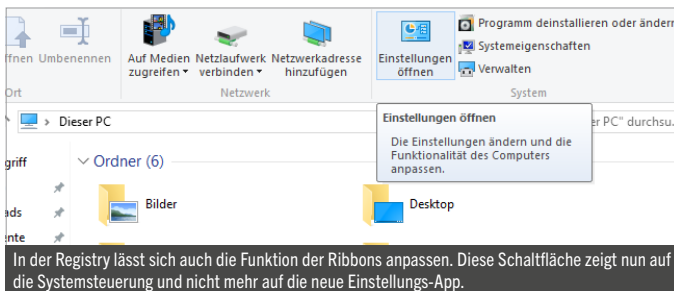 Programm deinstallieren oder ändern
ffnen Umbenennen
Auf Medien zugreifen
Netzlaufwerk verbinden
Netzwerkadresse hinzufügen
Einstellungen öffnen
Systemeigenschaften
Verwalten
Ort
Netzwerk
System
Dieser PC
er PC" durchsu...
Einstellungen öffnen
Die Einstellungen ändern und die
Funktionalität des Computers
anpassen.
griff
Ordner (6)
Bilder
Desktop
ads
nte
In der Registry lässt sich auch die Funktion der Ribbons anpassen. Diese Schaltfläche zeigt nun auf
die Systemsteuerung und nicht mehr auf die neue Einstellungs-App.